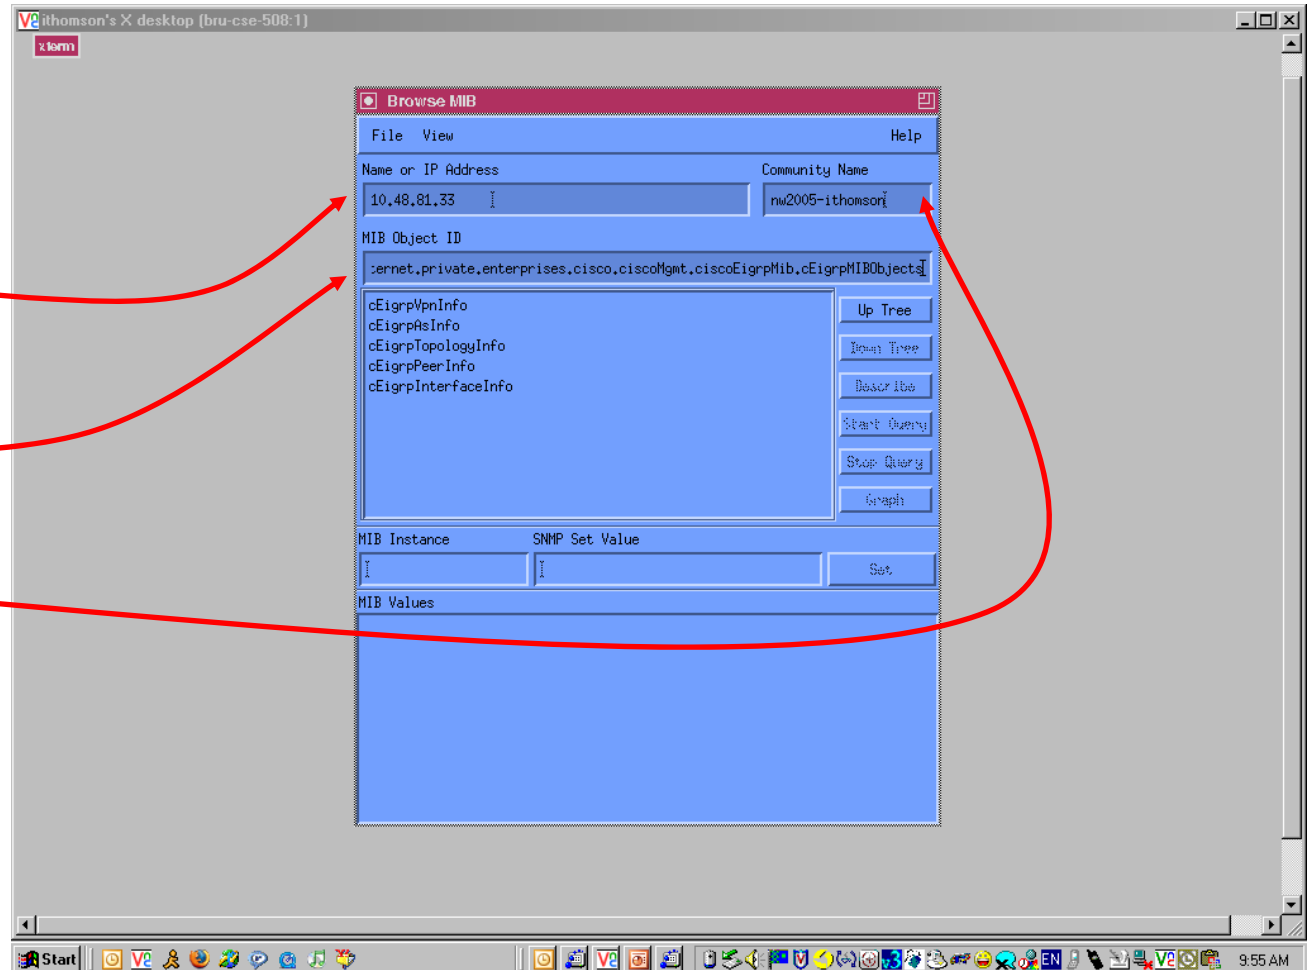 ithomson's X desktop (bru-cse-508:1)
xterm
Browse MIB
File View Help
Name or IP Address Community Name
10.48.81.33 nw2005-ithomson
MIB Object ID
ternet.private.enterprises.cisco.ciscoMgmt.ciscoEigrpMib.cEigrpMIBObjects
cEigrpVpnInfo
cEigrpAsInfo
cEigrpTopologyInfo
cEigrpPeerInfo
cEigrpInterfaceInfo
Up Tree
Down Tree
Describe
Start Query
Stop Query
Graph
MIB Instance SNMP Set Value
Set
MIB Values
Start EN 9:55 AM